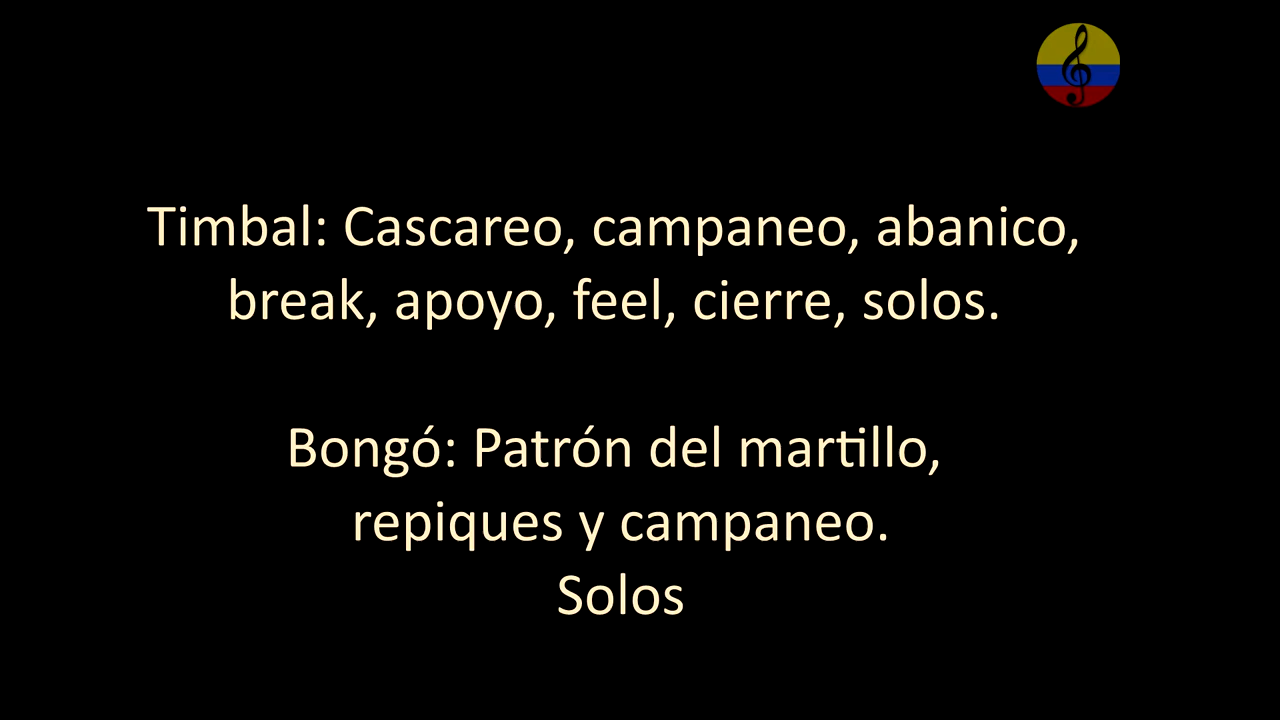 Timbal: Cascareo, campaneo, abanico,
break, apoyo, feel, cierre, solos.
Bongó: Patrón del martillo,
repiques y campaneo.
Solos